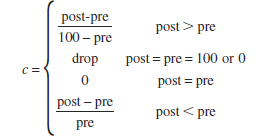 post-pre
100 – pre
post > pre
drop
post = pre = 100 or 0
c =
0
post = pre
post – pre
pre
post < pre